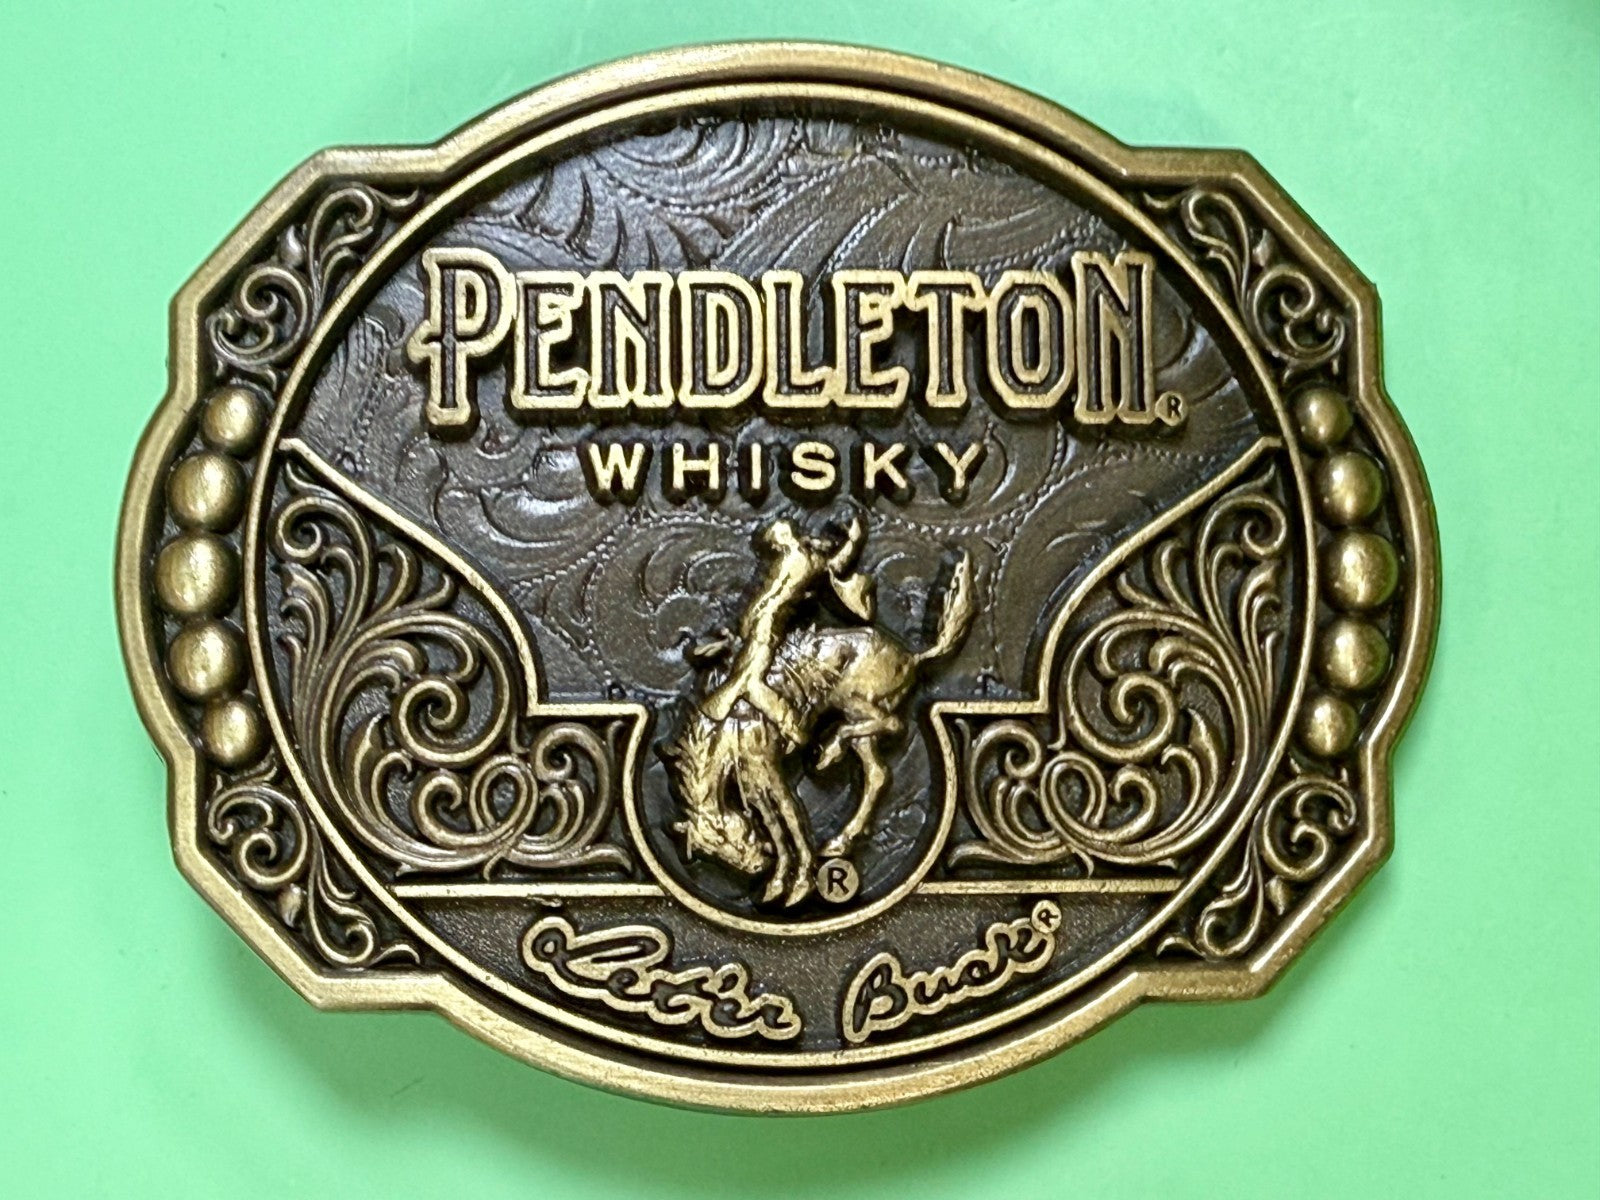 PENDLETON®
WHISKY
®
Let'er Buck®